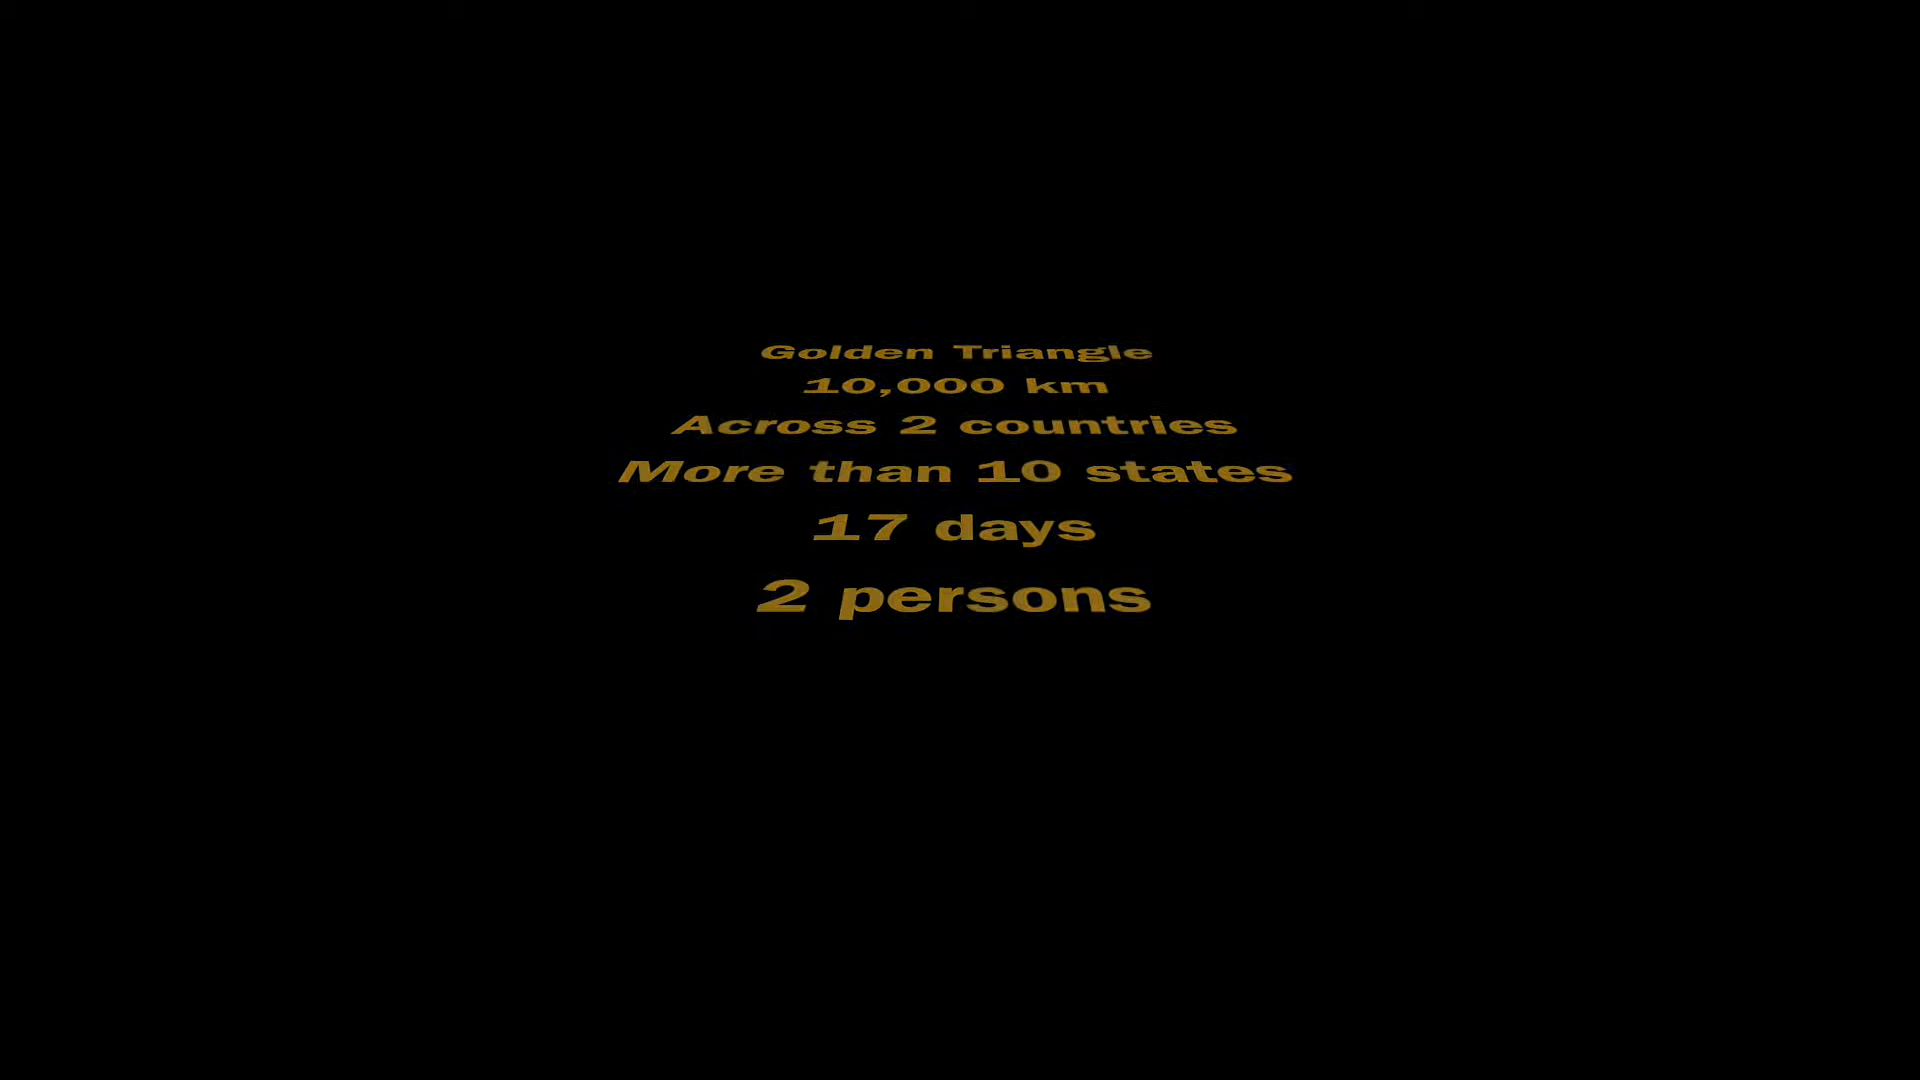 Golden Triangle
10,000 km
Across 2 countries
More than 10 states
17 days
2 persons